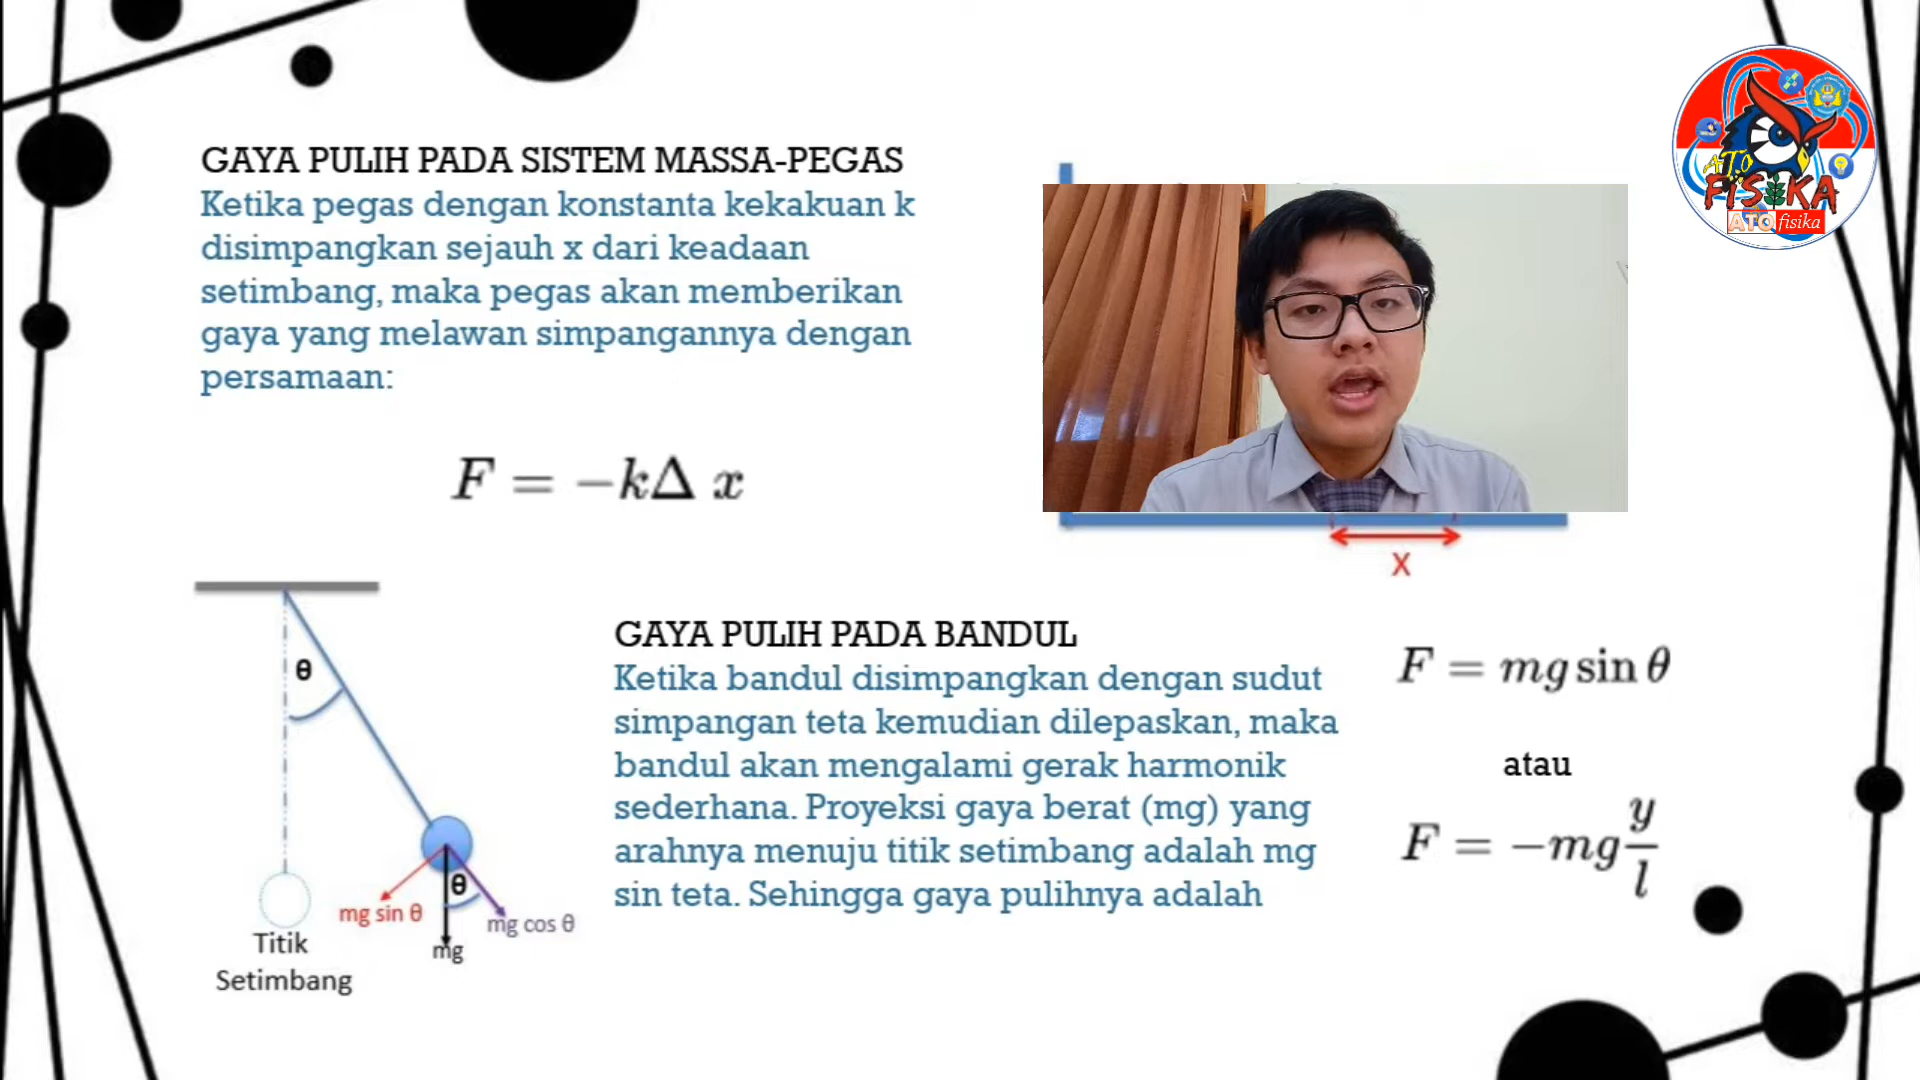 GAYA PULIH PADA SISTEM MASSA-PEGAS
Ketika pegas dengan konstanta kekakuan k
disimpangkan sejauh x dari keadaan
setimbang, maka pegas akan memberikan
gaya yang melawan simpangannya dengan
persamaan:
F = −kΔ x
X
ATO
FISIKA
ATO fisika
θ
θ
mg sin θ
mg cos θ
mg
Titik
Setimbang
GAYA PULIH PADA BANDUL
Ketika bandul disimpangkan dengan sudut
simpangan teta kemudian dilepaskan, maka
bandul akan mengalami gerak harmonik
sederhana. Proyeksi gaya berat (mg) yang
arahnya menuju titik setimbang adalah mg
sin teta. Sehingga gaya pulihnya adalah
F = mg sin θ
atau
F = −mg y/l